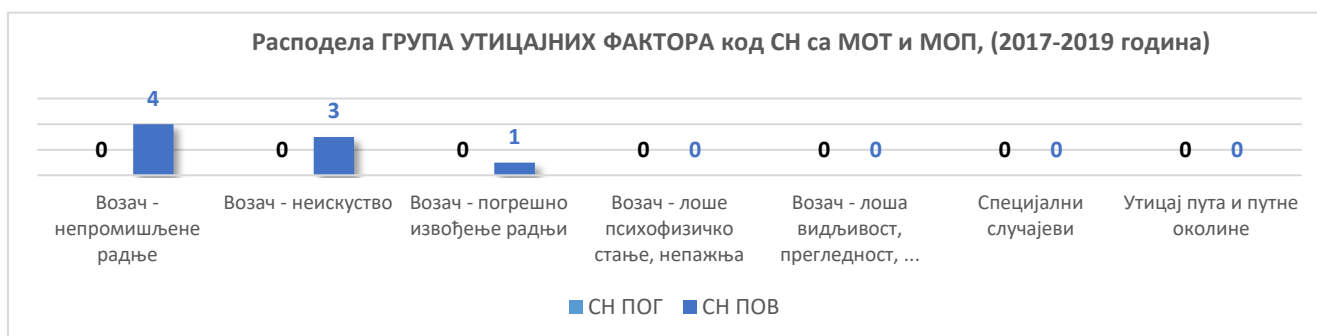 Расподела ГРУПА УТИЦАЈНИХ ФАКТОРА код СН са МОТ и МОП, (2017-2019 година)
0 4 0 3 0 1 0 0 0 0 0 0 0 0
Возач -
непромишљене
радње
Возач - неискуство
Возач - погрешно
извођење радњи
Возач - лоше
психофизичко
стање, непажња
Возач - лоша
видљивост,
прегледност, ...
Специјални
случајеви
Утицај пута и путне
околине
СН ПОГ СН ПОВ